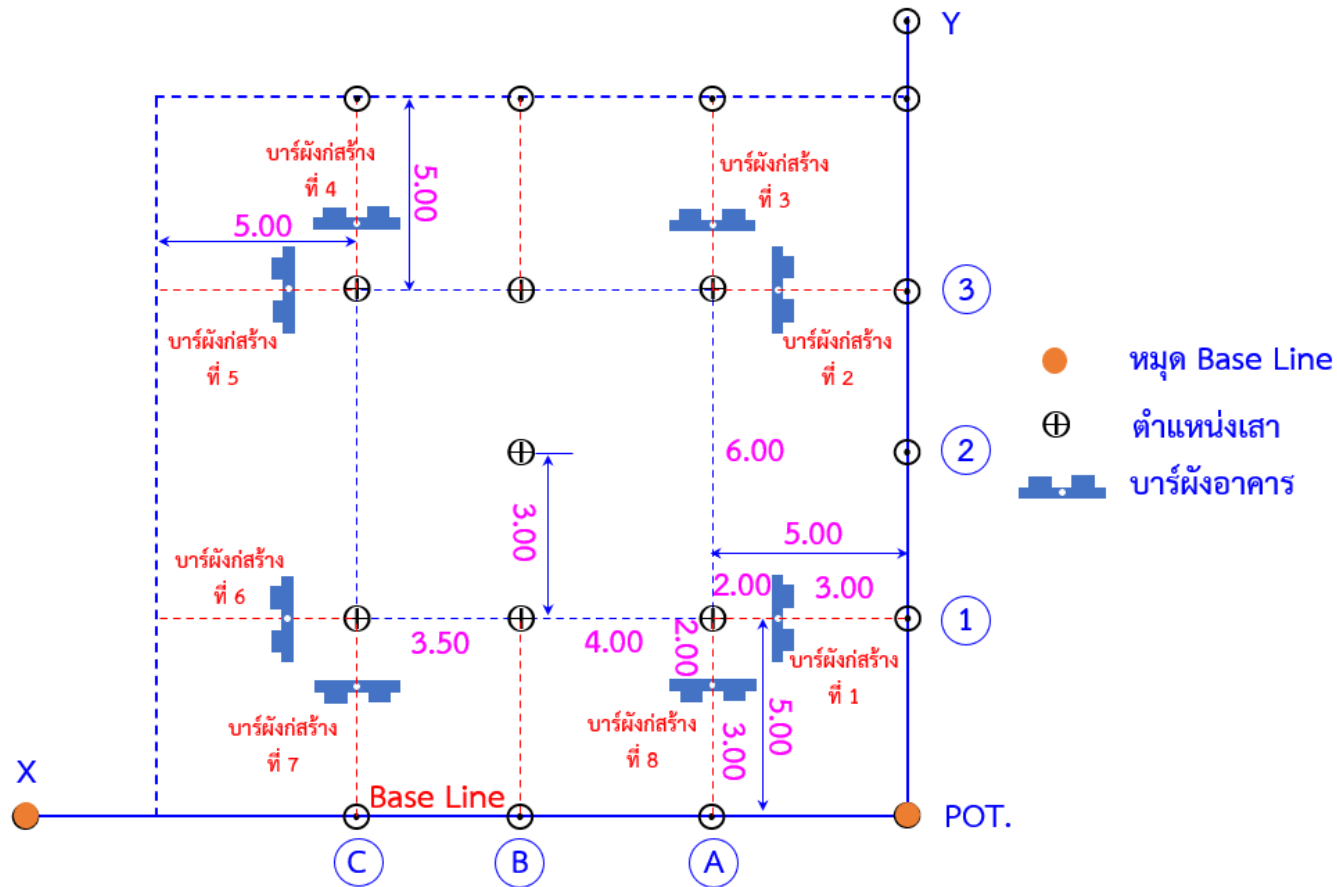 Y
บาร์ผังก่สร้าง
ที่ 4
5.00
บาร์ผังก่สร้าง
ที่ 3
5.00
3
บาร์ผังก่สร้าง
ที่ 5
บาร์ผังก่สร้าง
ที่ 2
หมุด Base Line
ตำแหน่งเสา
บาร์ผังอาคาร
6.00
2
3.00
5.00
บาร์ผังก่สร้าง
ที่ 6
2.00
3.00
1
3.50
4.00
2.00
บาร์ผังก่สร้าง
ที่ 1
บาร์ผังก่สร้าง
ที่ 7
บาร์ผังก่สร้าง
ที่ 8
3.00
5.00
X
Base Line
POT.
C
B
A